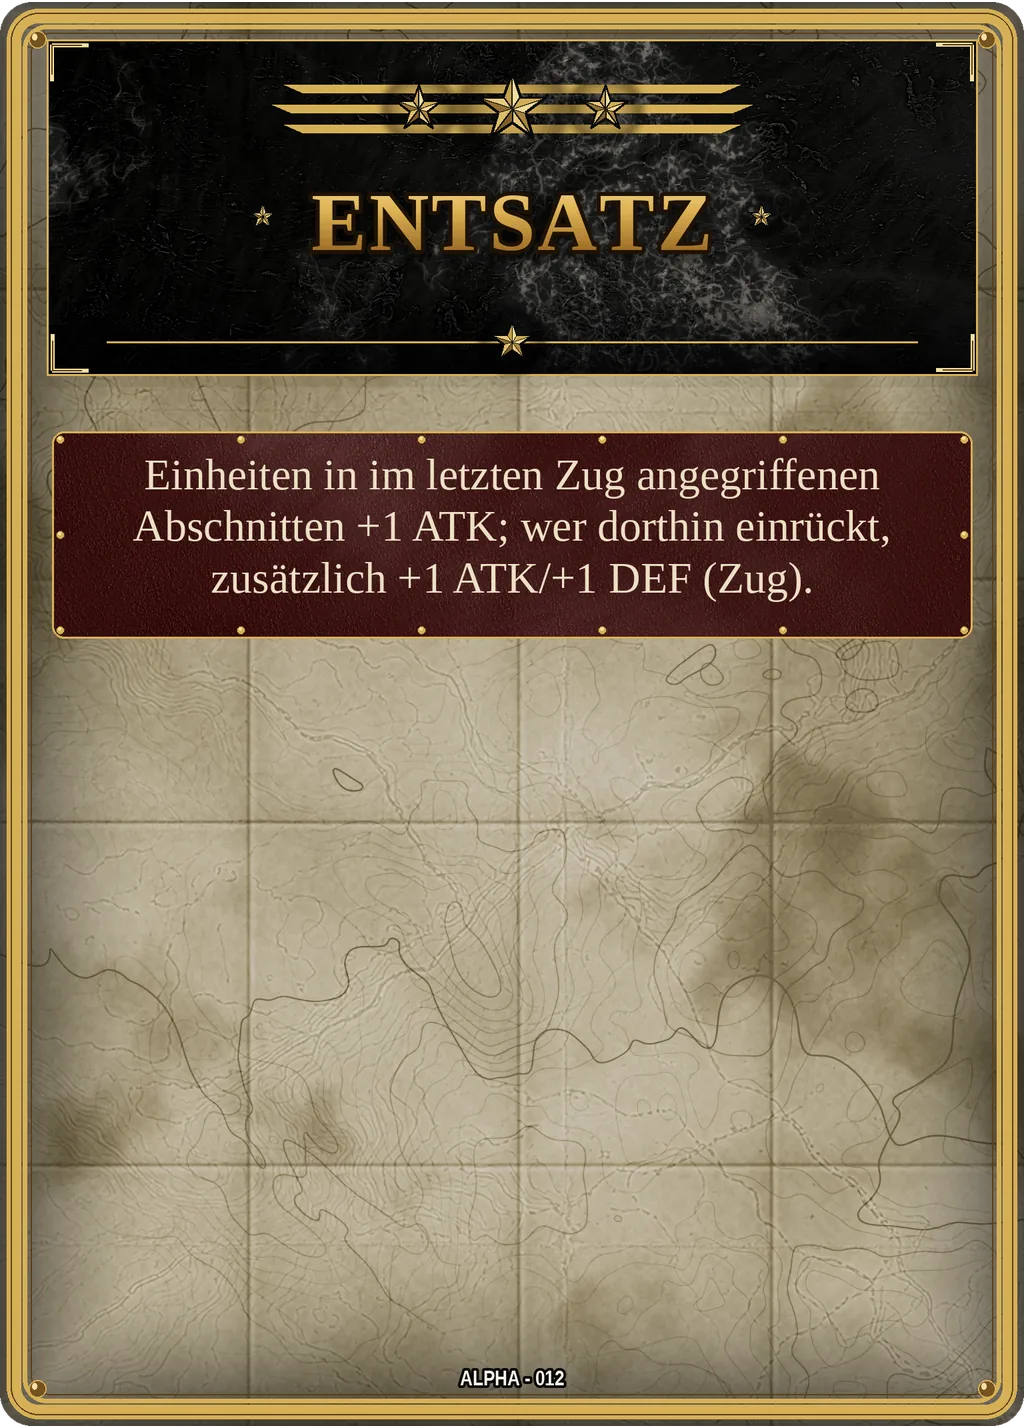 ENTSATZ
Einheiten in im letzten Zug angegriffenen
Abschnitten +1 ATK; wer dorthin einrückt,
zusätzlich +1 ATK/+1 DEF (Zug).
ALPHA - 012